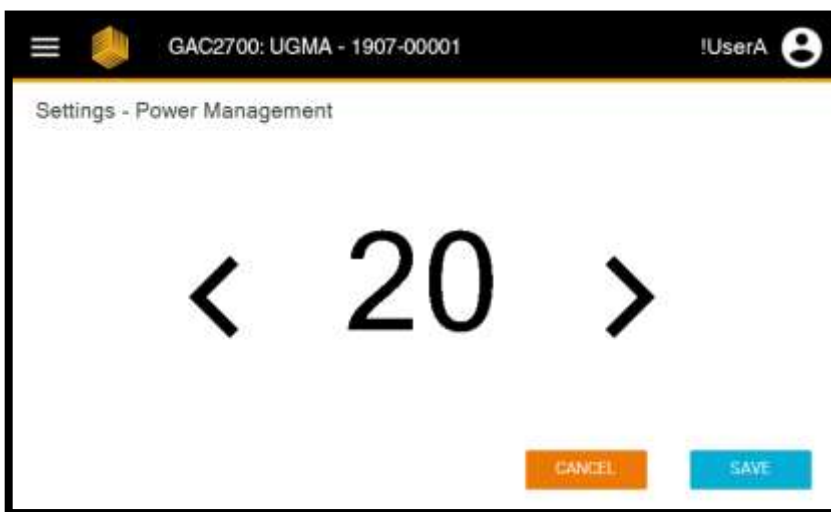 GAC2700: UGMA - 1907-00001
!UserA
Settings - Power Management
20
CANCEL
SAVE